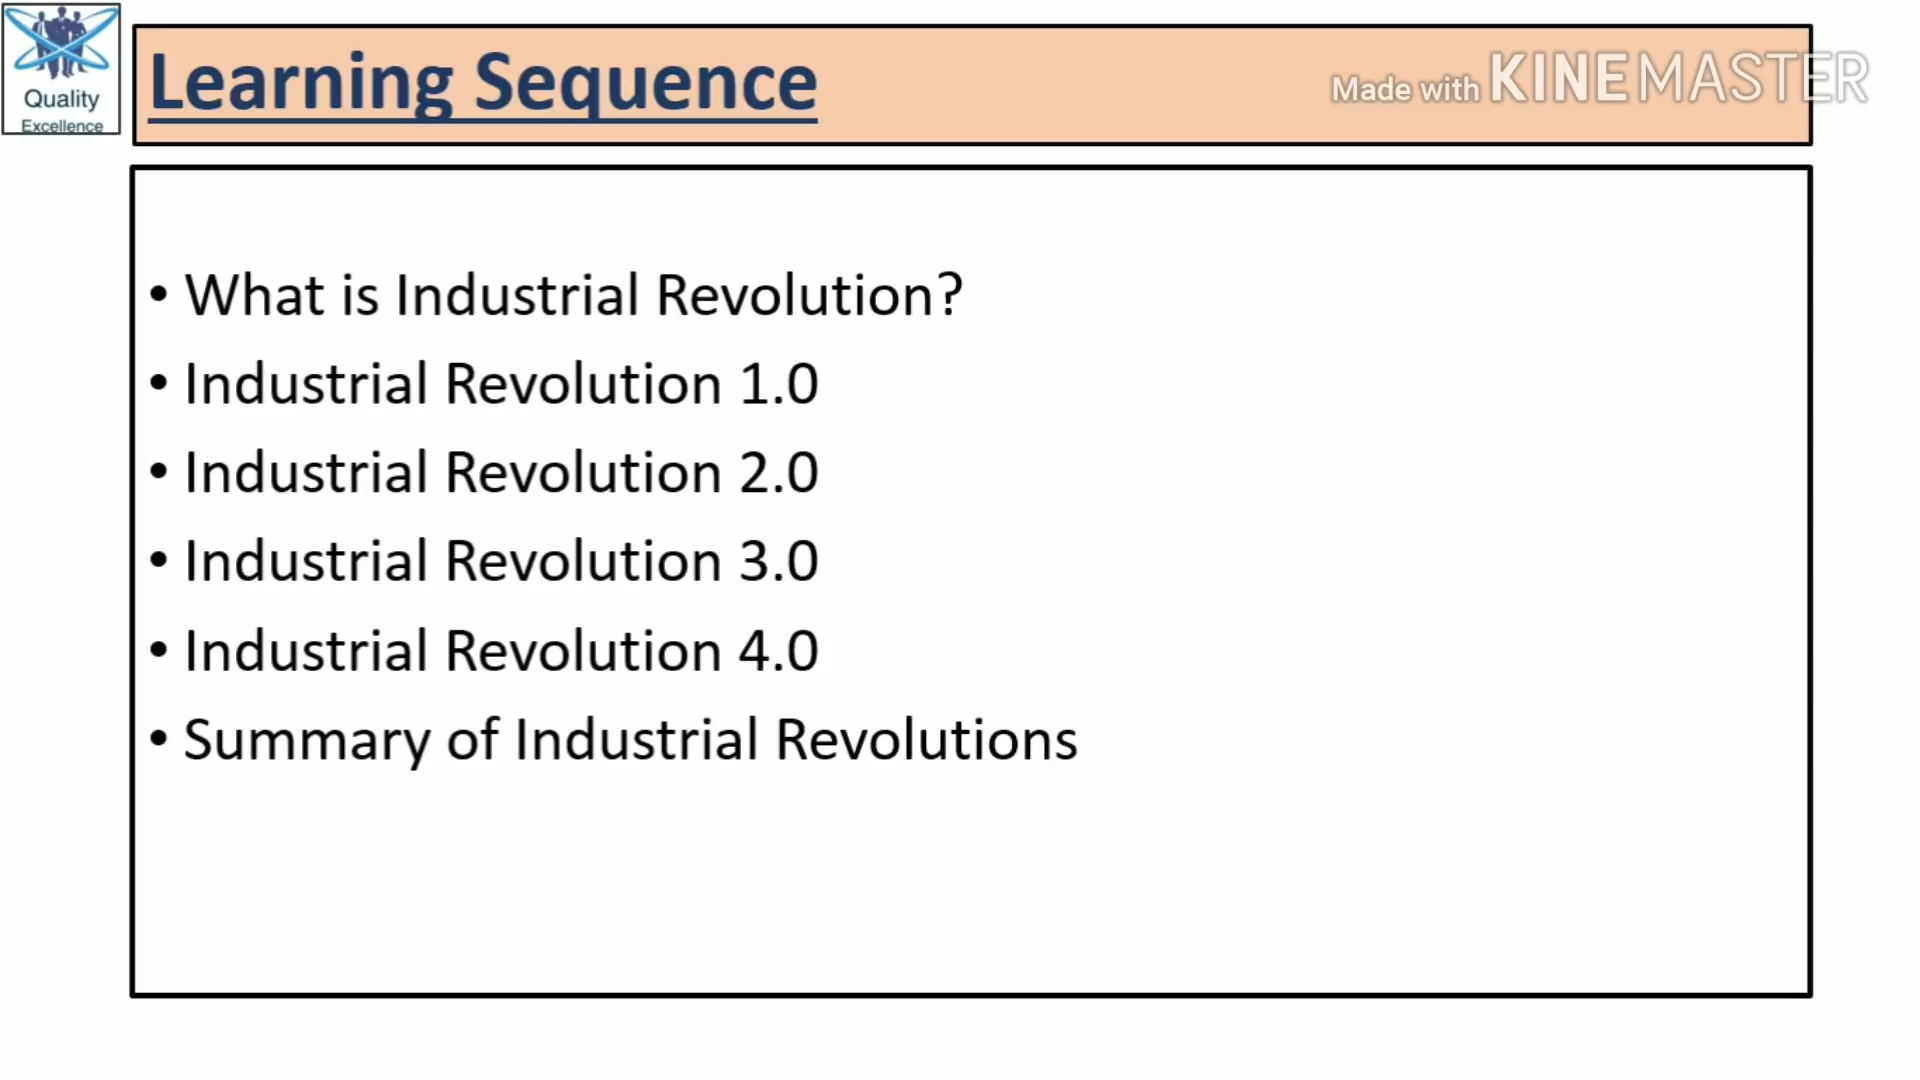 Quality
Excellence
Learning Sequence
Made with KINEMASTER
• What is Industrial Revolution?
• Industrial Revolution 1.0
• Industrial Revolution 2.0
• Industrial Revolution 3.0
• Industrial Revolution 4.0
• Summary of Industrial Revolutions